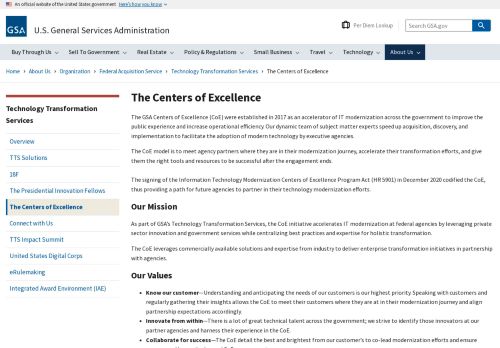 An official website of the United States government Here's how you know
GSA
U.S. General Services Administration
Per Diem Lookup
Search GSA.gov
Buy Through Us
Sell To Government
Real Estate
Policy & Regulations
Small Business
Travel
Technology
About Us
Home › About Us › Organization › Federal Acquisition Service › Technology Transformation Services › The Centers of Excellence
Technology Transformation
Services
Overview
TTS Solutions
18F
The Presidential Innovation Fellows
The Centers of Excellence
Connect with Us
TTS Impact Summit
United States Digital Corps
eRulemaking
Integrated Award Environment (IAE)
The Centers of Excellence
The GSA Centers of Excellence (CoE) were established in 2017 as an accelerator of IT modernization across the government to improve the
public experience and increase operational efficiency. Our dynamic team of subject matter experts speed up acquisition, discovery, and
implementation to facilitate the adoption of modern technology by executive agencies.
The CoE model is to meet agency partners where they are in their modernization journey, accelerate their transformation efforts, and give
them the right tools and resources to be successful after the engagement ends.
The signing of the Information Technology Modernization Centers of Excellence Program Act (HR 5901) in December 2020 codified the CoE,
thus providing a path for future agencies to partner in their technology modernization efforts.
Our Mission
As part of GSA's Technology Transformation Services, the CoE initiative accelerates IT modernization at federal agencies by leveraging private
sector innovation and government services while centralizing best practices and expertise for holistic transformation.
The CoE leverages commercially available solutions and expertise from industry to deliver enterprise transformation initiatives in partnership
with agencies.
Our Values
• Know our customer—Understanding and anticipating the needs of our customers is our highest priority. Speaking with customers and
regularly gathering their insights allows the CoE to meet their customers where they are at in their modernization journey and align
partnership expectations accordingly.
• Innovate from within—There is a lot of great technical talent across the government; we strive to identify those innovators at our
partner agencies and harness their experience in the CoE.
• Collaborate for success—The CoE detail the best and brightest from our customer's to co-lead modernization efforts and ensure